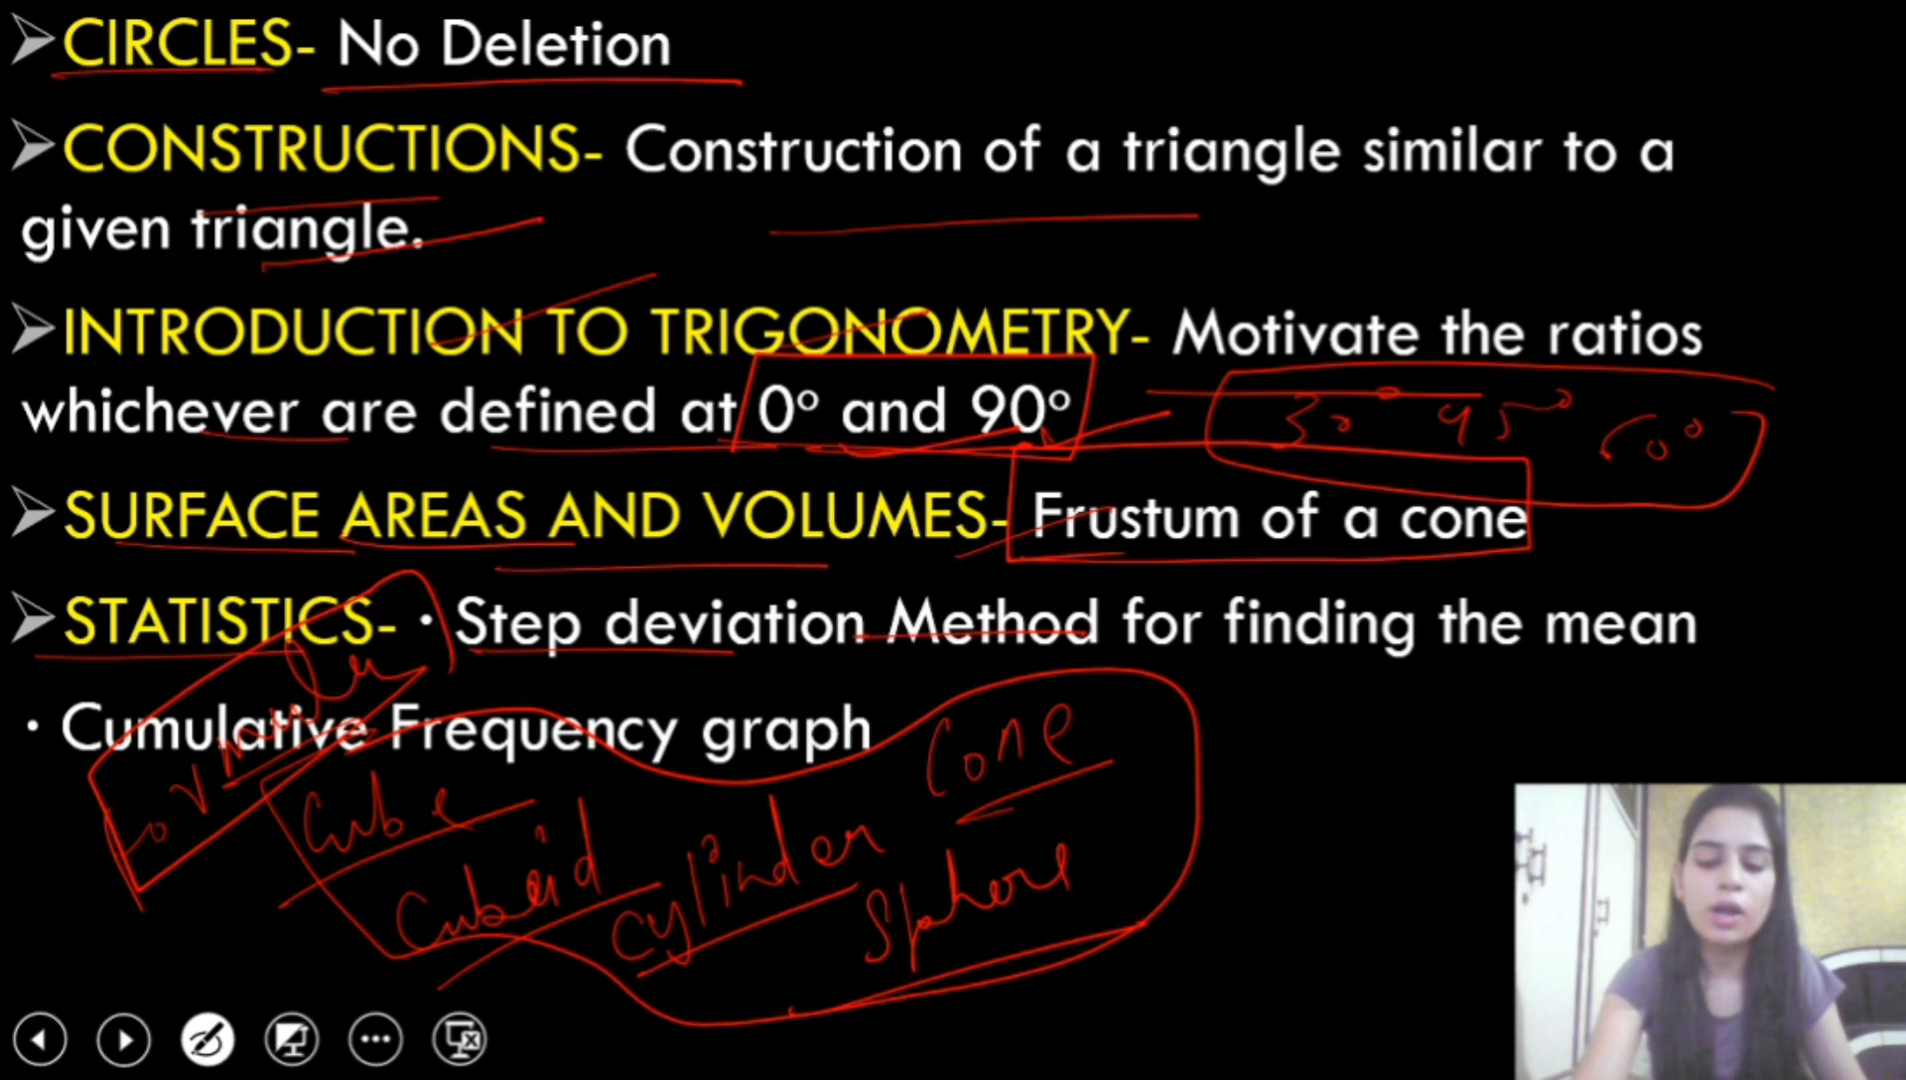 ➤CIRCLES- No Deletion
➤CONSTRUCTIONS- Construction of a triangle similar to a
given triangle.
➤INTRODUCTION TO TRIGONOMETRY- Motivate the ratios
whichever are defined at 0° and 90°
30° 45° 60°
➤SURFACE AREAS AND VOLUMES- Frustum of a cone
➤STATISTICS- · Step deviation Method for finding the mean
· Cumulative Frequency graph
Cone
Cube
Cuboid
Cylinder
Sphere